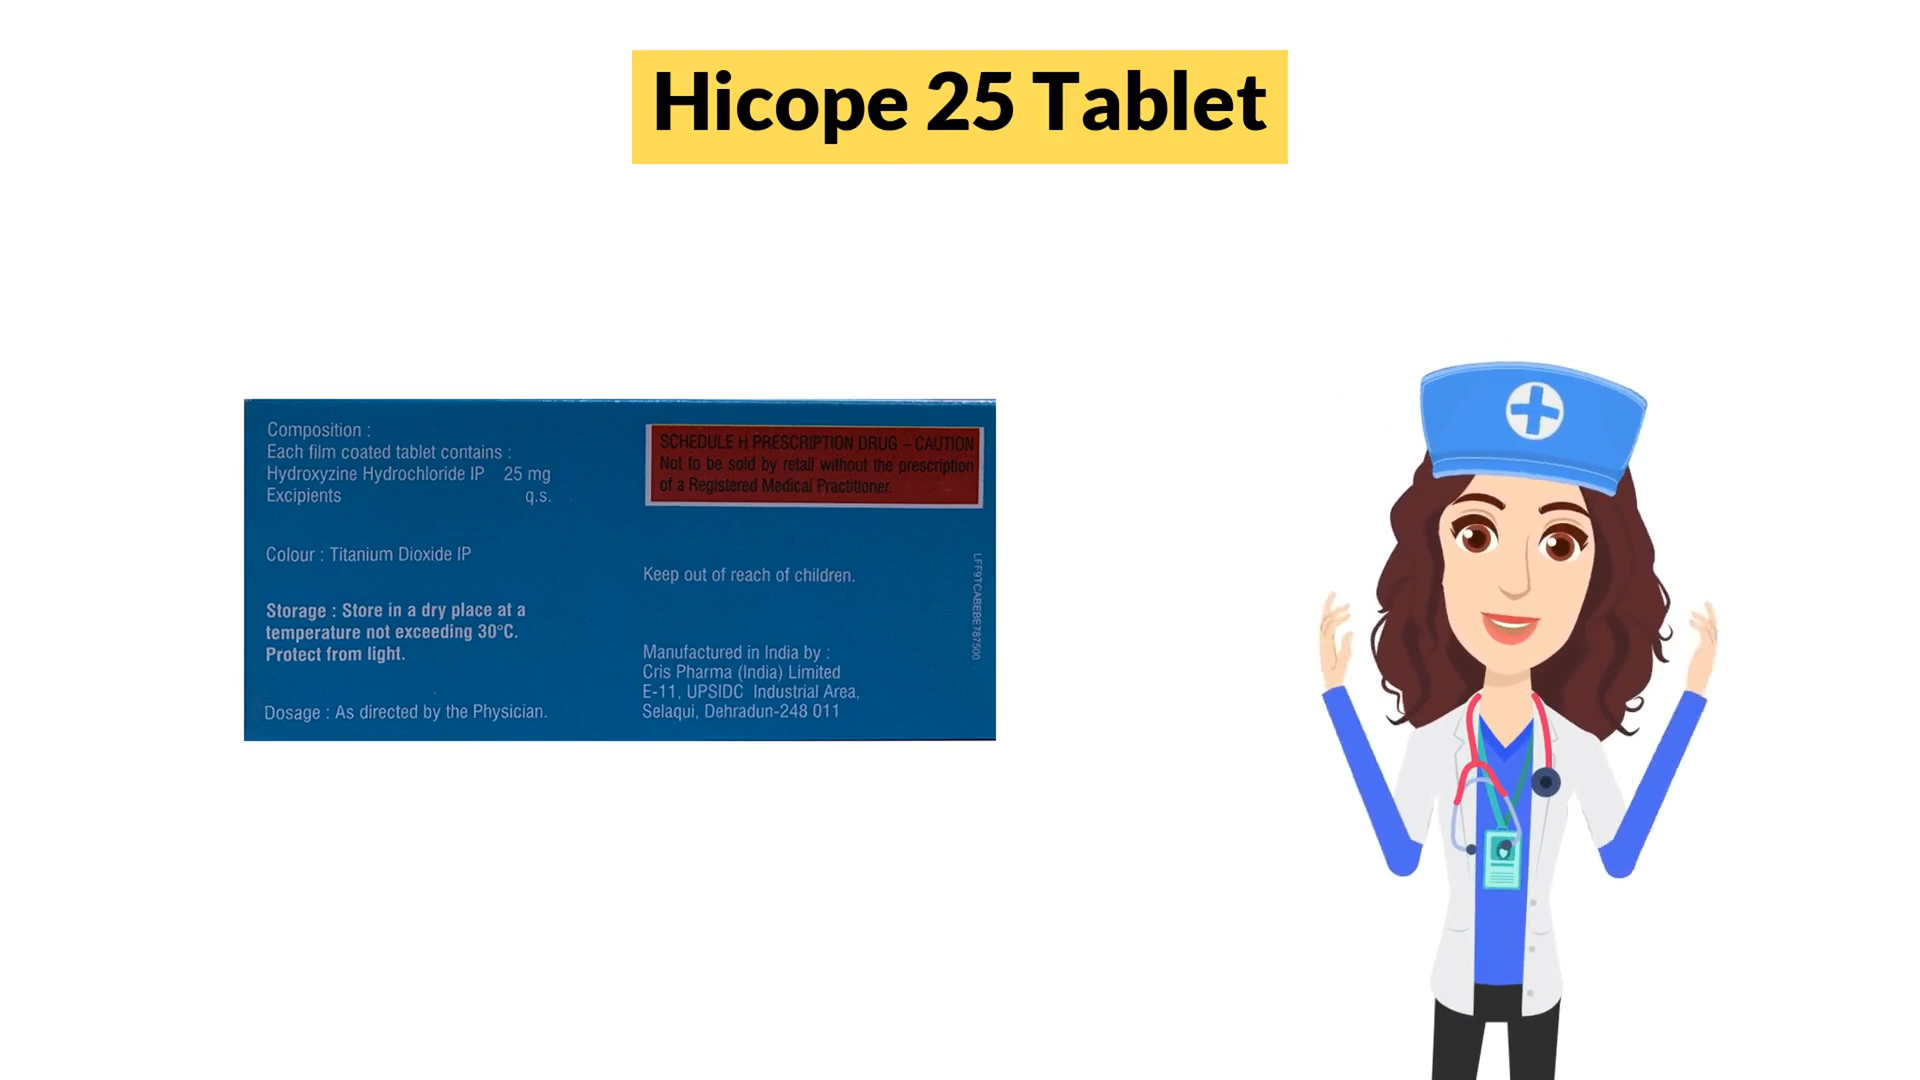 Hicope 25 Tablet
Composition :
Each film coated tablet contains :
Hydroxyzine Hydrochloride IP 25 mg
Excipients q.s.
Colour : Titanium Dioxide IP
Storage : Store in a dry place at a
temperature not exceeding 30°C.
Protect from light.
Dosage : As directed by the Physician.
SCHEDULE H PRESCRIPTION DRUG – CAUTION
Not to be sold by retail without the prescription
of a Registered Medical Practitioner.
Keep out of reach of children.
Manufactured in India by :
Cris Pharma (India) Limited
E-11, UPSIDC Industrial Area,
Selaqui, Dehradun-248 011